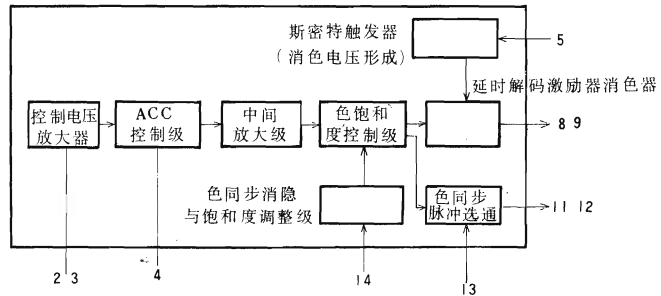 斯密特触发器
(消色电压形成)
5
延时解码激励器消色器
控制电压
放大器
ACC
控制级
中间
放大级
色饱和
度控制级
8 9
色同步消隐
与饱和度调整级
色同步
脉冲选通
11 12
2 3
4
14
13